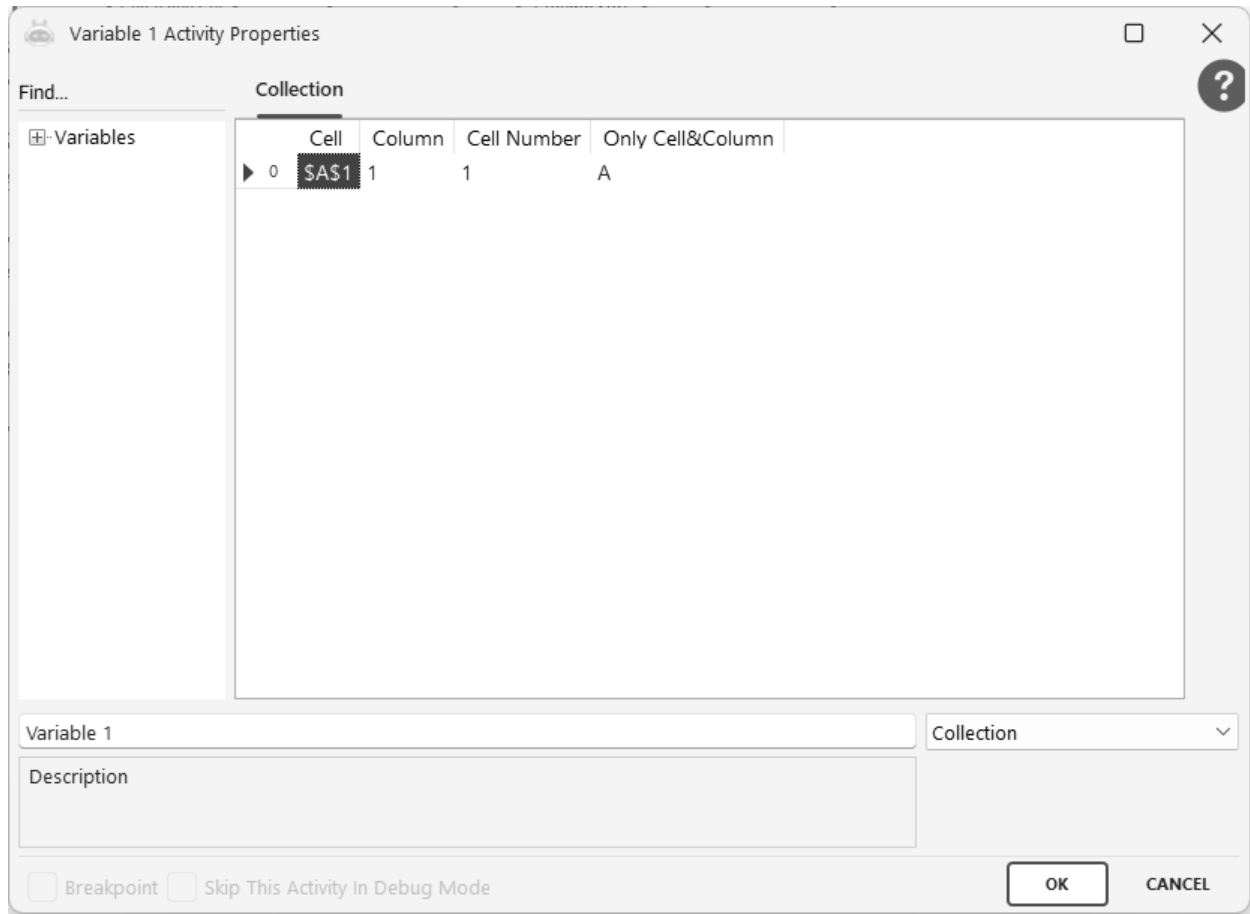 Variable 1 Activity Properties
Find...
Collection
?
Variables
Cell Column Cell Number Only Cell&Column
0 $A$1 1 1 A
Variable 1
Collection
Description
Breakpoint Skip This Activity In Debug Mode
OK CANCEL